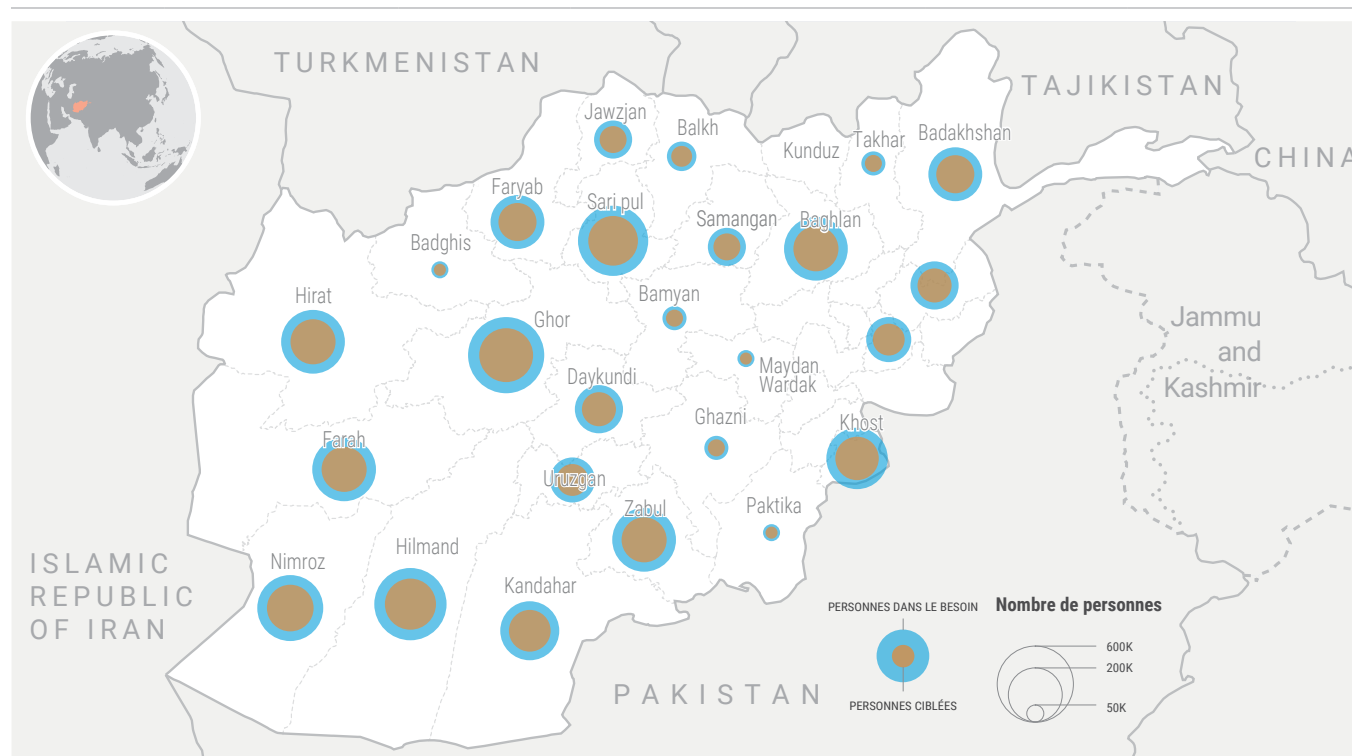 TURKMENISTAN
TAJIKISTAN
CHINA
Jawzjan
Balkh
Kunduz
Takhar
Badakhshan
Faryab
Sari pul
Samangan
Baghlan
Badghis
Hirat
Ghor
Bamyan
Jammu
and
Kashmir
Maydan
Wardak
Daykundi
Ghazni
Khost
Farah
Uruzgan
Zabul
Paktika
ISLAMIC
REPUBLIC
OF IRAN
Nimroz
Hilmand
Kandahar
PAKISTAN
PERSONNES DANS LE BESOIN
PERSONNES CIBLÉES
Nombre de personnes
600K
200K
50K